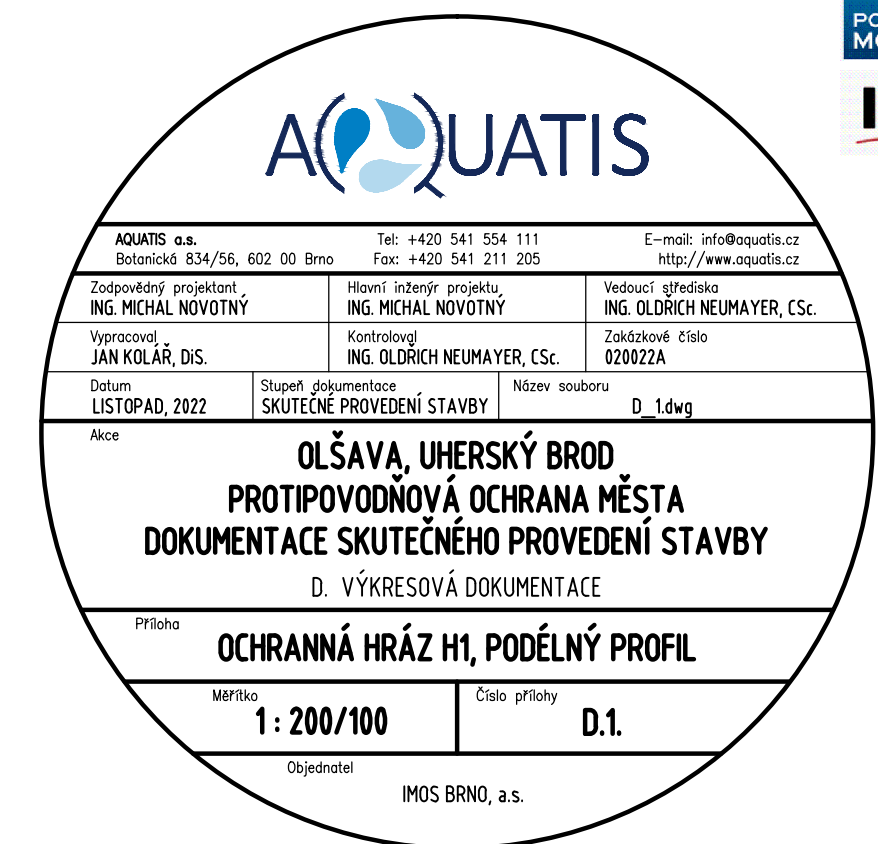 AQUATIS
AQUATIS a.s. Tel: +420 541 554 111 E-mail: info@aquatis.cz
Botanická 834/56, 602 00 Brno Fax: +420 541 211 205 http://www.aquatis.cz
Zodpovědný projektant Hlavní inženýr projektu Vedoucí střediska
ING. MICHAL NOVOTNÝ ING. MICHAL NOVOTNÝ ING. OLDŘICH NEUMAYER, CSc.
Vypracoval Kontroloval Zakázkové číslo
JAN KOLÁŘ, DiS. ING. OLDŘICH NEUMAYER, CSc. 020022A
Datum Stupeň dokumentace Název souboru
LISTOPAD, 2022 SKUTEČNÉ PROVEDENÍ STAVBY D_1.dwg
Akce
OLŠAVA, UHERSKÝ BROD
PROTIPOVODŇOVÁ OCHRANA MĚSTA
DOKUMENTACE SKUTEČNÉHO PROVEDENÍ STAVBY
D. VÝKRESOVÁ DOKUMENTACE
Příloha
OCHRANNÁ HRÁZ H1, PODÉLNÝ PROFIL
Měřítko Číslo přílohy
1 : 200/100 D.1.
Objednatel
IMOS BRNO, a.s.